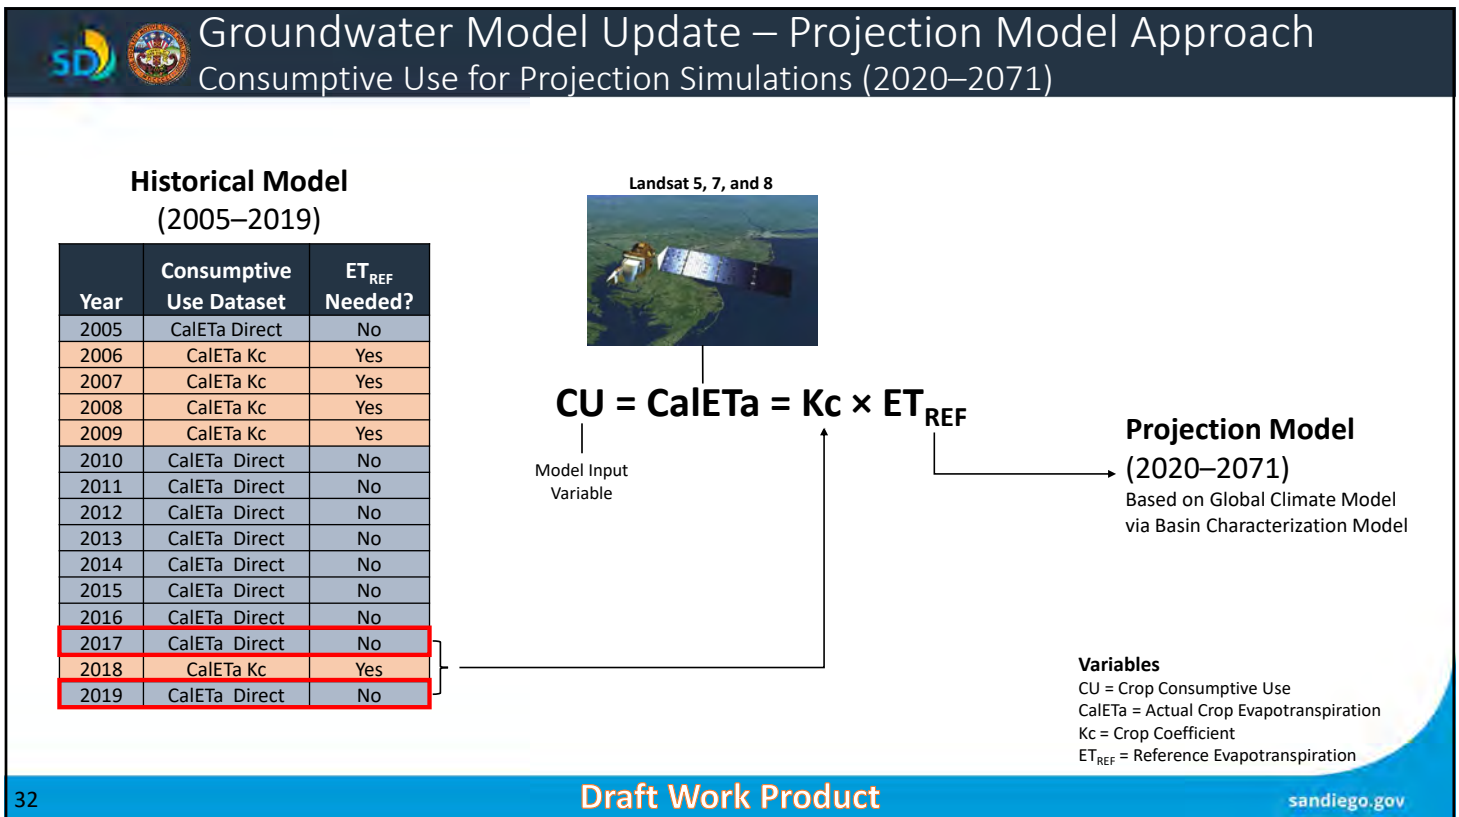 SD
Groundwater Model Update – Projection Model Approach
Consumptive Use for Projection Simulations (2020–2071)
Historical Model
(2005–2019)
Year Consumptive Use Dataset ET_REF Needed?
2005 CalETa Direct No
2006 CalETa Kc Yes
2007 CalETa Kc Yes
2008 CalETa Kc Yes
2009 CalETa Kc Yes
2010 CalETa Direct No
2011 CalETa Direct No
2012 CalETa Direct No
2013 CalETa Direct No
2014 CalETa Direct No
2015 CalETa Direct No
2016 CalETa Direct No
2017 CalETa Direct No
2018 CalETa Kc Yes
2019 CalETa Direct No
Landsat 5, 7, and 8
CU = CalETa = Kc × ET_REF
Model Input
Variable
Projection Model
(2020–2071)
Based on Global Climate Model
via Basin Characterization Model
Variables
CU = Crop Consumptive Use
CalETa = Actual Crop Evapotranspiration
Kc = Crop Coefficient
ET_REF = Reference Evapotranspiration
32
Draft Work Product
sandiego.gov